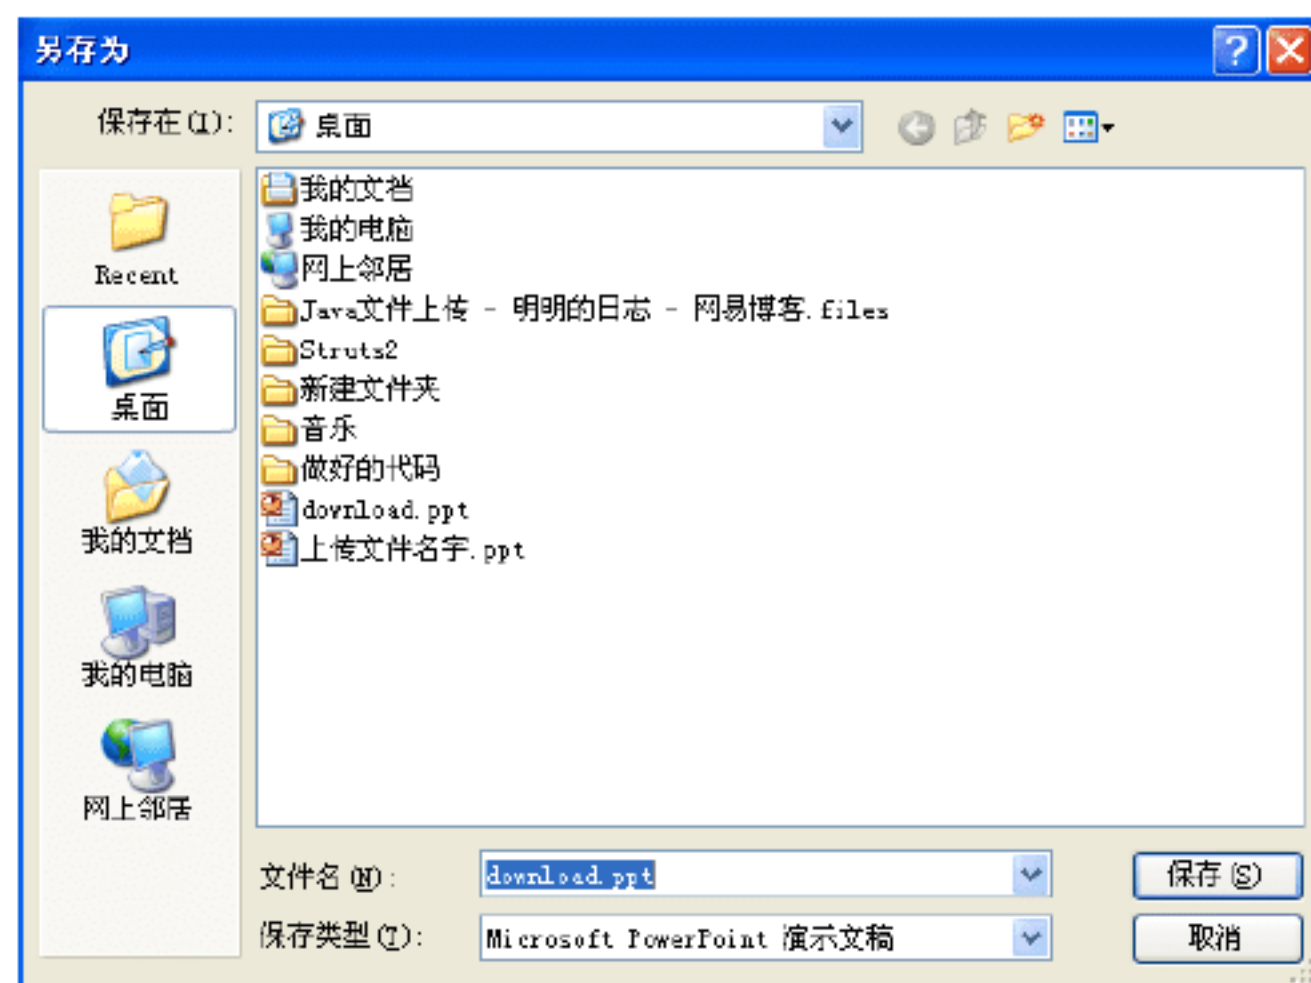 另存为
保存在(I):
桌面
Recent
桌面
我的文档
我的电脑
网上邻居
我的文档
我的电脑
网上邻居
Java文件上传 - 明明的日志 - 网易博客.files
Struts2
新建文件夹
音乐
做好的代码
download.ppt
上传文件名字.ppt
文件名(N):
download.ppt
保存(S)
保存类型(T):
Microsoft PowerPoint 演示文稿
取消